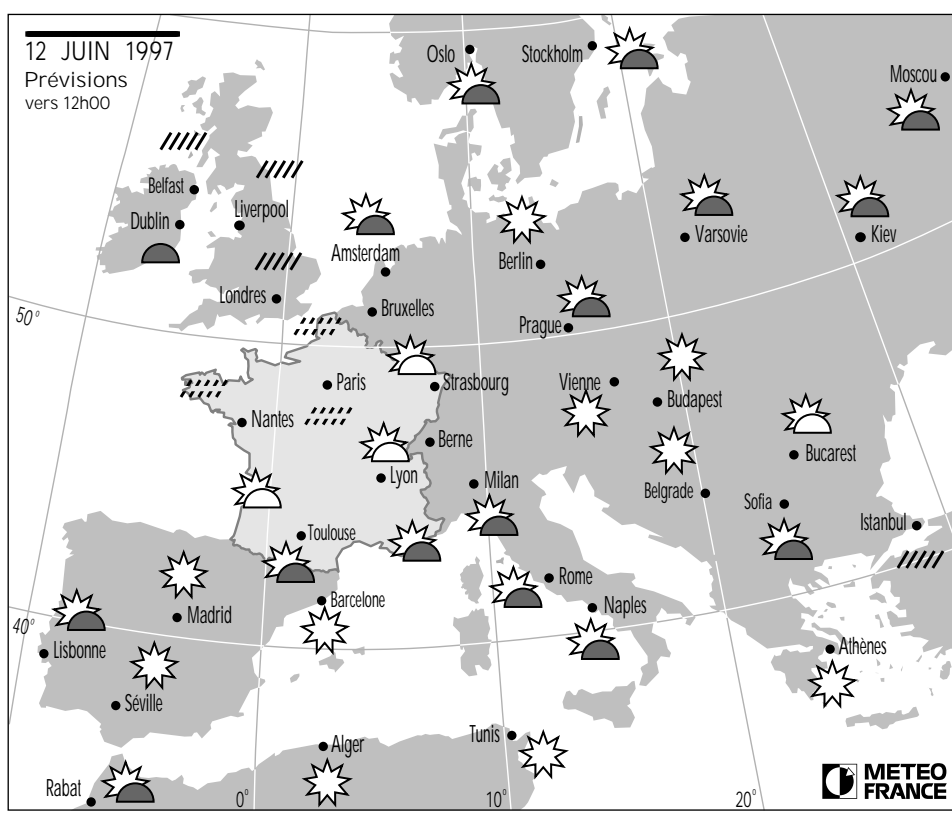 12 JUIN 1997
Prévisions
vers 12h00
Oslo
Stockholm
Moscou
Belfast
Dublin
Liverpool
Amsterdam
Berlin
Varsovie
Kiev
Londres
Bruxelles
Prague
50°
Paris
Strasbourg
Vienne
Budapest
Nantes
Berne
Bucarest
Lyon
Milan
Belgrade
Sofia
Istanbul
Toulouse
Rome
Barcelone
Naples
Madrid
40°
Lisbonne
Athènes
Séville
Tunis
Alger
Rabat
0°
10°
20°
METEO
FRANCE